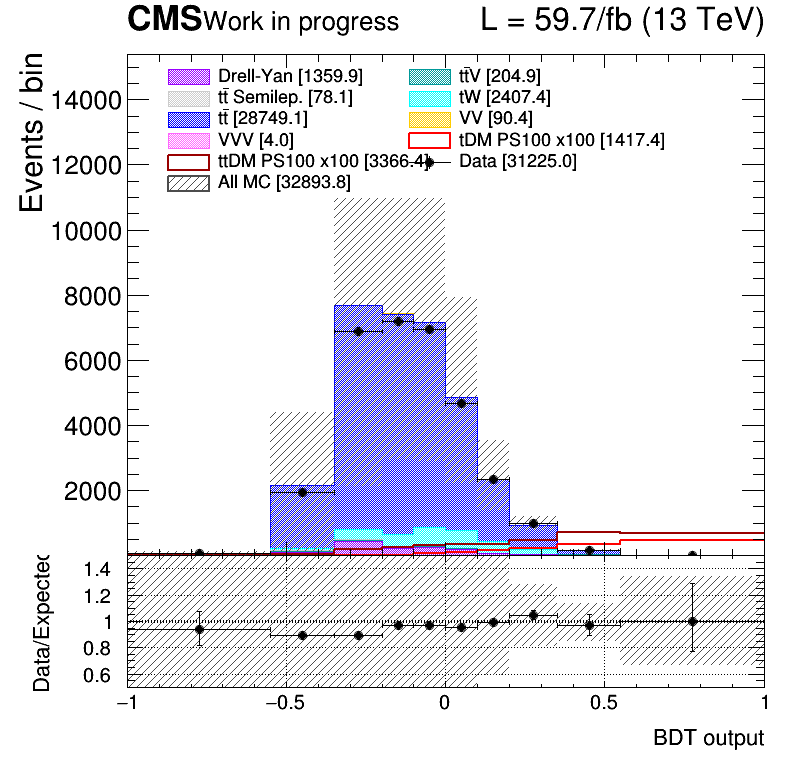 CMS Work in progress L = 59.7/fb (13 TeV)
Events / bin
Drell-Yan [1359.9] tt̄V [204.9]
tt̄ Semilep. [78.1] tW [2407.4]
tt̄ [28749.1] VV [90.4]
VVV [4.0] tDM PS100 x100 [1417.4]
ttDM PS100 x100 [3366.4] Data [31225.0]
All MC [32893.8]
14000
12000
10000
8000
6000
4000
2000
Data/Expected
1.4
1.2
1
0.8
0.6
−1 −0.5 0 0.5 1
BDT output